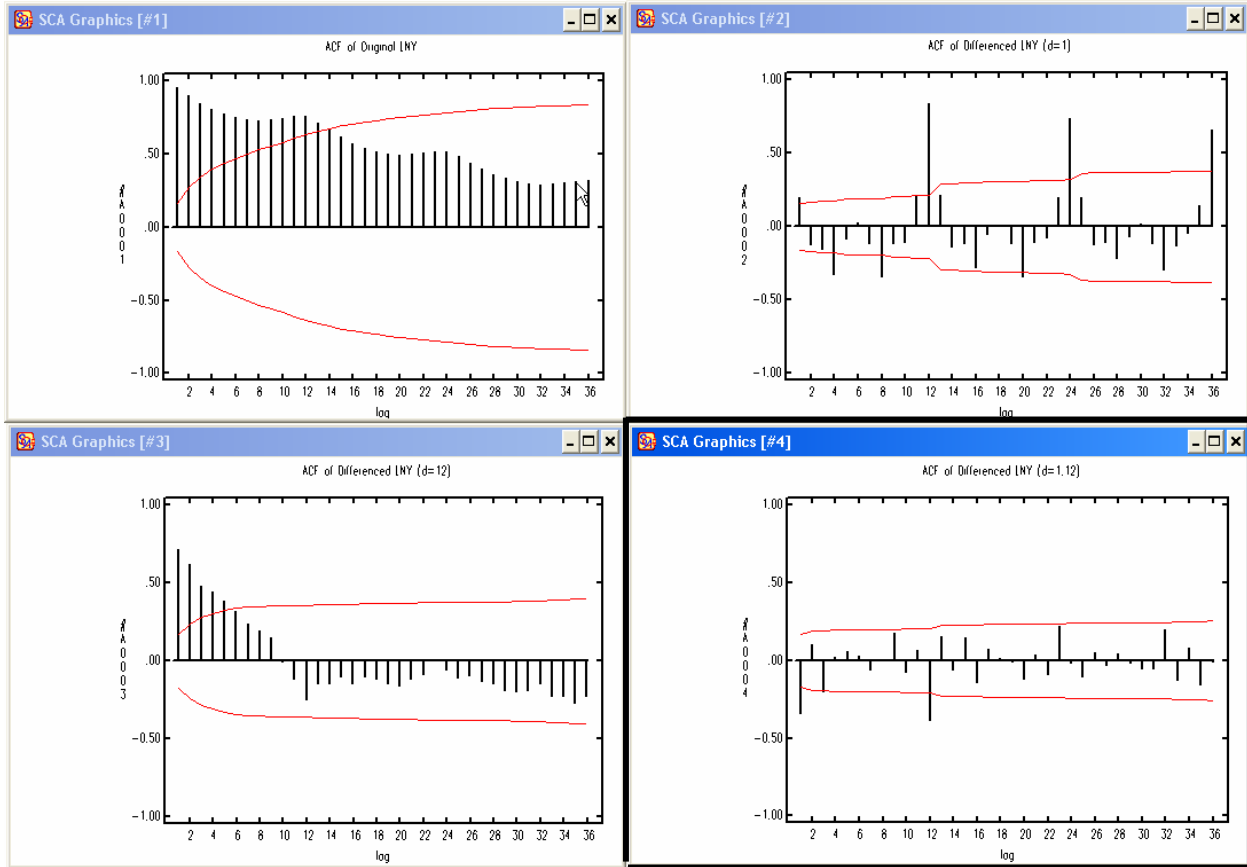 SCA Graphics [#1]
ACF of Original LNY
1.00
.50
.00
-0.50
-1.00
RA0001
2 4 6 8 10 12 14 16 18 20 22 24 26 28 30 32 34 36
lag
SCA Graphics [#2]
ACF of Differenced LNY (d=1)
1.00
.50
.00
-0.50
-1.00
RA0002
2 4 6 8 10 12 14 16 18 20 22 24 26 28 30 32 34 36
lag
SCA Graphics [#3]
ACF of Differenced LNY (d=12)
1.00
.50
.00
-0.50
-1.00
RA0003
2 4 6 8 10 12 14 16 18 20 22 24 26 28 30 32 34 36
lag
SCA Graphics [#4]
ACF of Differenced LNY (d=1,12)
1.00
.50
.00
-0.50
-1.00
RA0004
2 4 6 8 10 12 14 16 18 20 22 24 26 28 30 32 34 36
lag